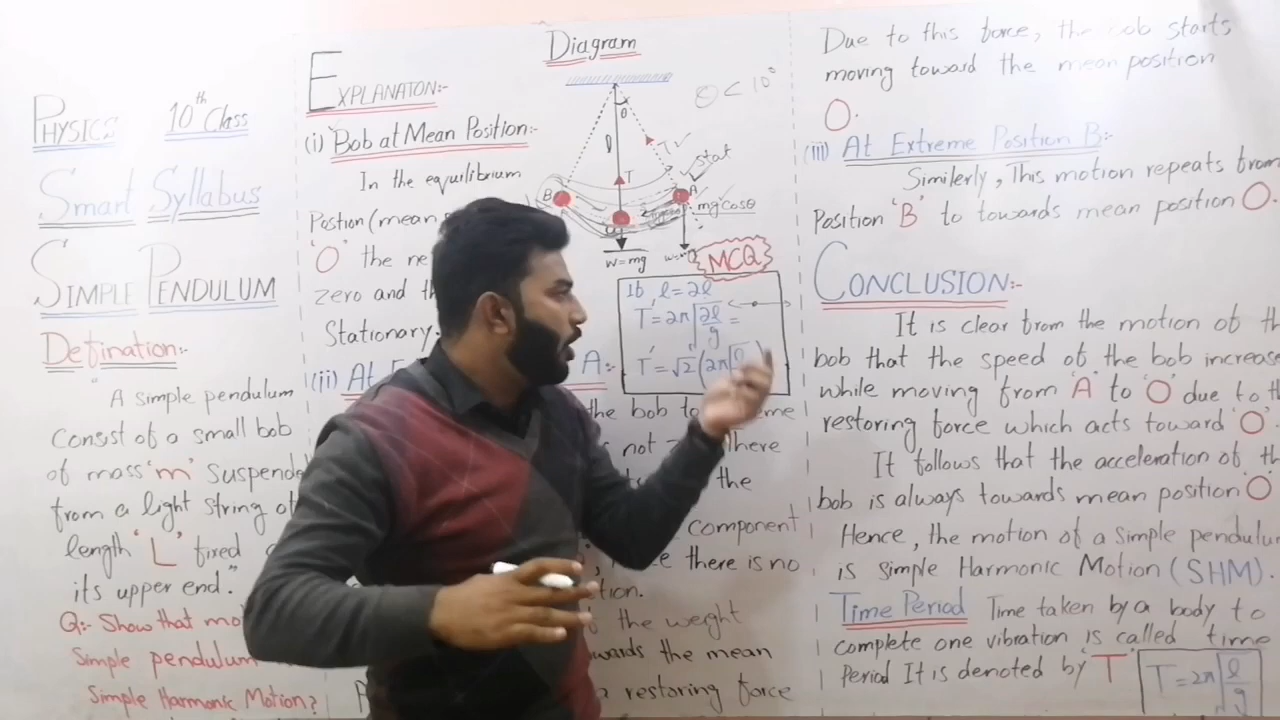 PHYSICS 10th Class
Smart Syllabus
SIMPLE PENDULUM
Defination:-
"A simple pendulum
consist of a small bob
of mass 'm' suspende
from a light string of
length 'L' fixed
it's upper end."
Q:- Show that mo
Simple pendulum
Simple Harmonic Motion?
EXPLANATON:-
(i) Bob at Mean Position:-
In the equilibrium
Postion (mean
'O' the ne
zero and th
Stationary.
(ii) At E
A:-
the bob to
eme
s not
here
the
component
e there is no
tion.
the weight
wards the mean
restoring force
Diagram
θ < 10°
θ
l
T
T
stat
B
A
mg Cosθ
w=mg
MCQ
If, l = 2l
T' = 2π√2l/g =
T' = √2 (2π√
Due to this force, the bob starts
moving toward the mean position
O.
(iii) At Extreme Position B:-
Similerly, This motion repeats from
Position 'B' to towards mean position O.
CONCLUSION:-
It is clear from the motion of th
bob that the speed of the bob increase
while moving from 'A' to 'O' due to th
restoring force which acts toward 'O'.
It follows that the acceleration of th
bob is always towards mean position 'O'
Hence, the motion of a Simple pendulum
is simple Harmonic Motion (SHM).
Time Period Time taken by a body to
complete one vibration is called time
Period It is denoted by 'T'
T = 2π√l/g